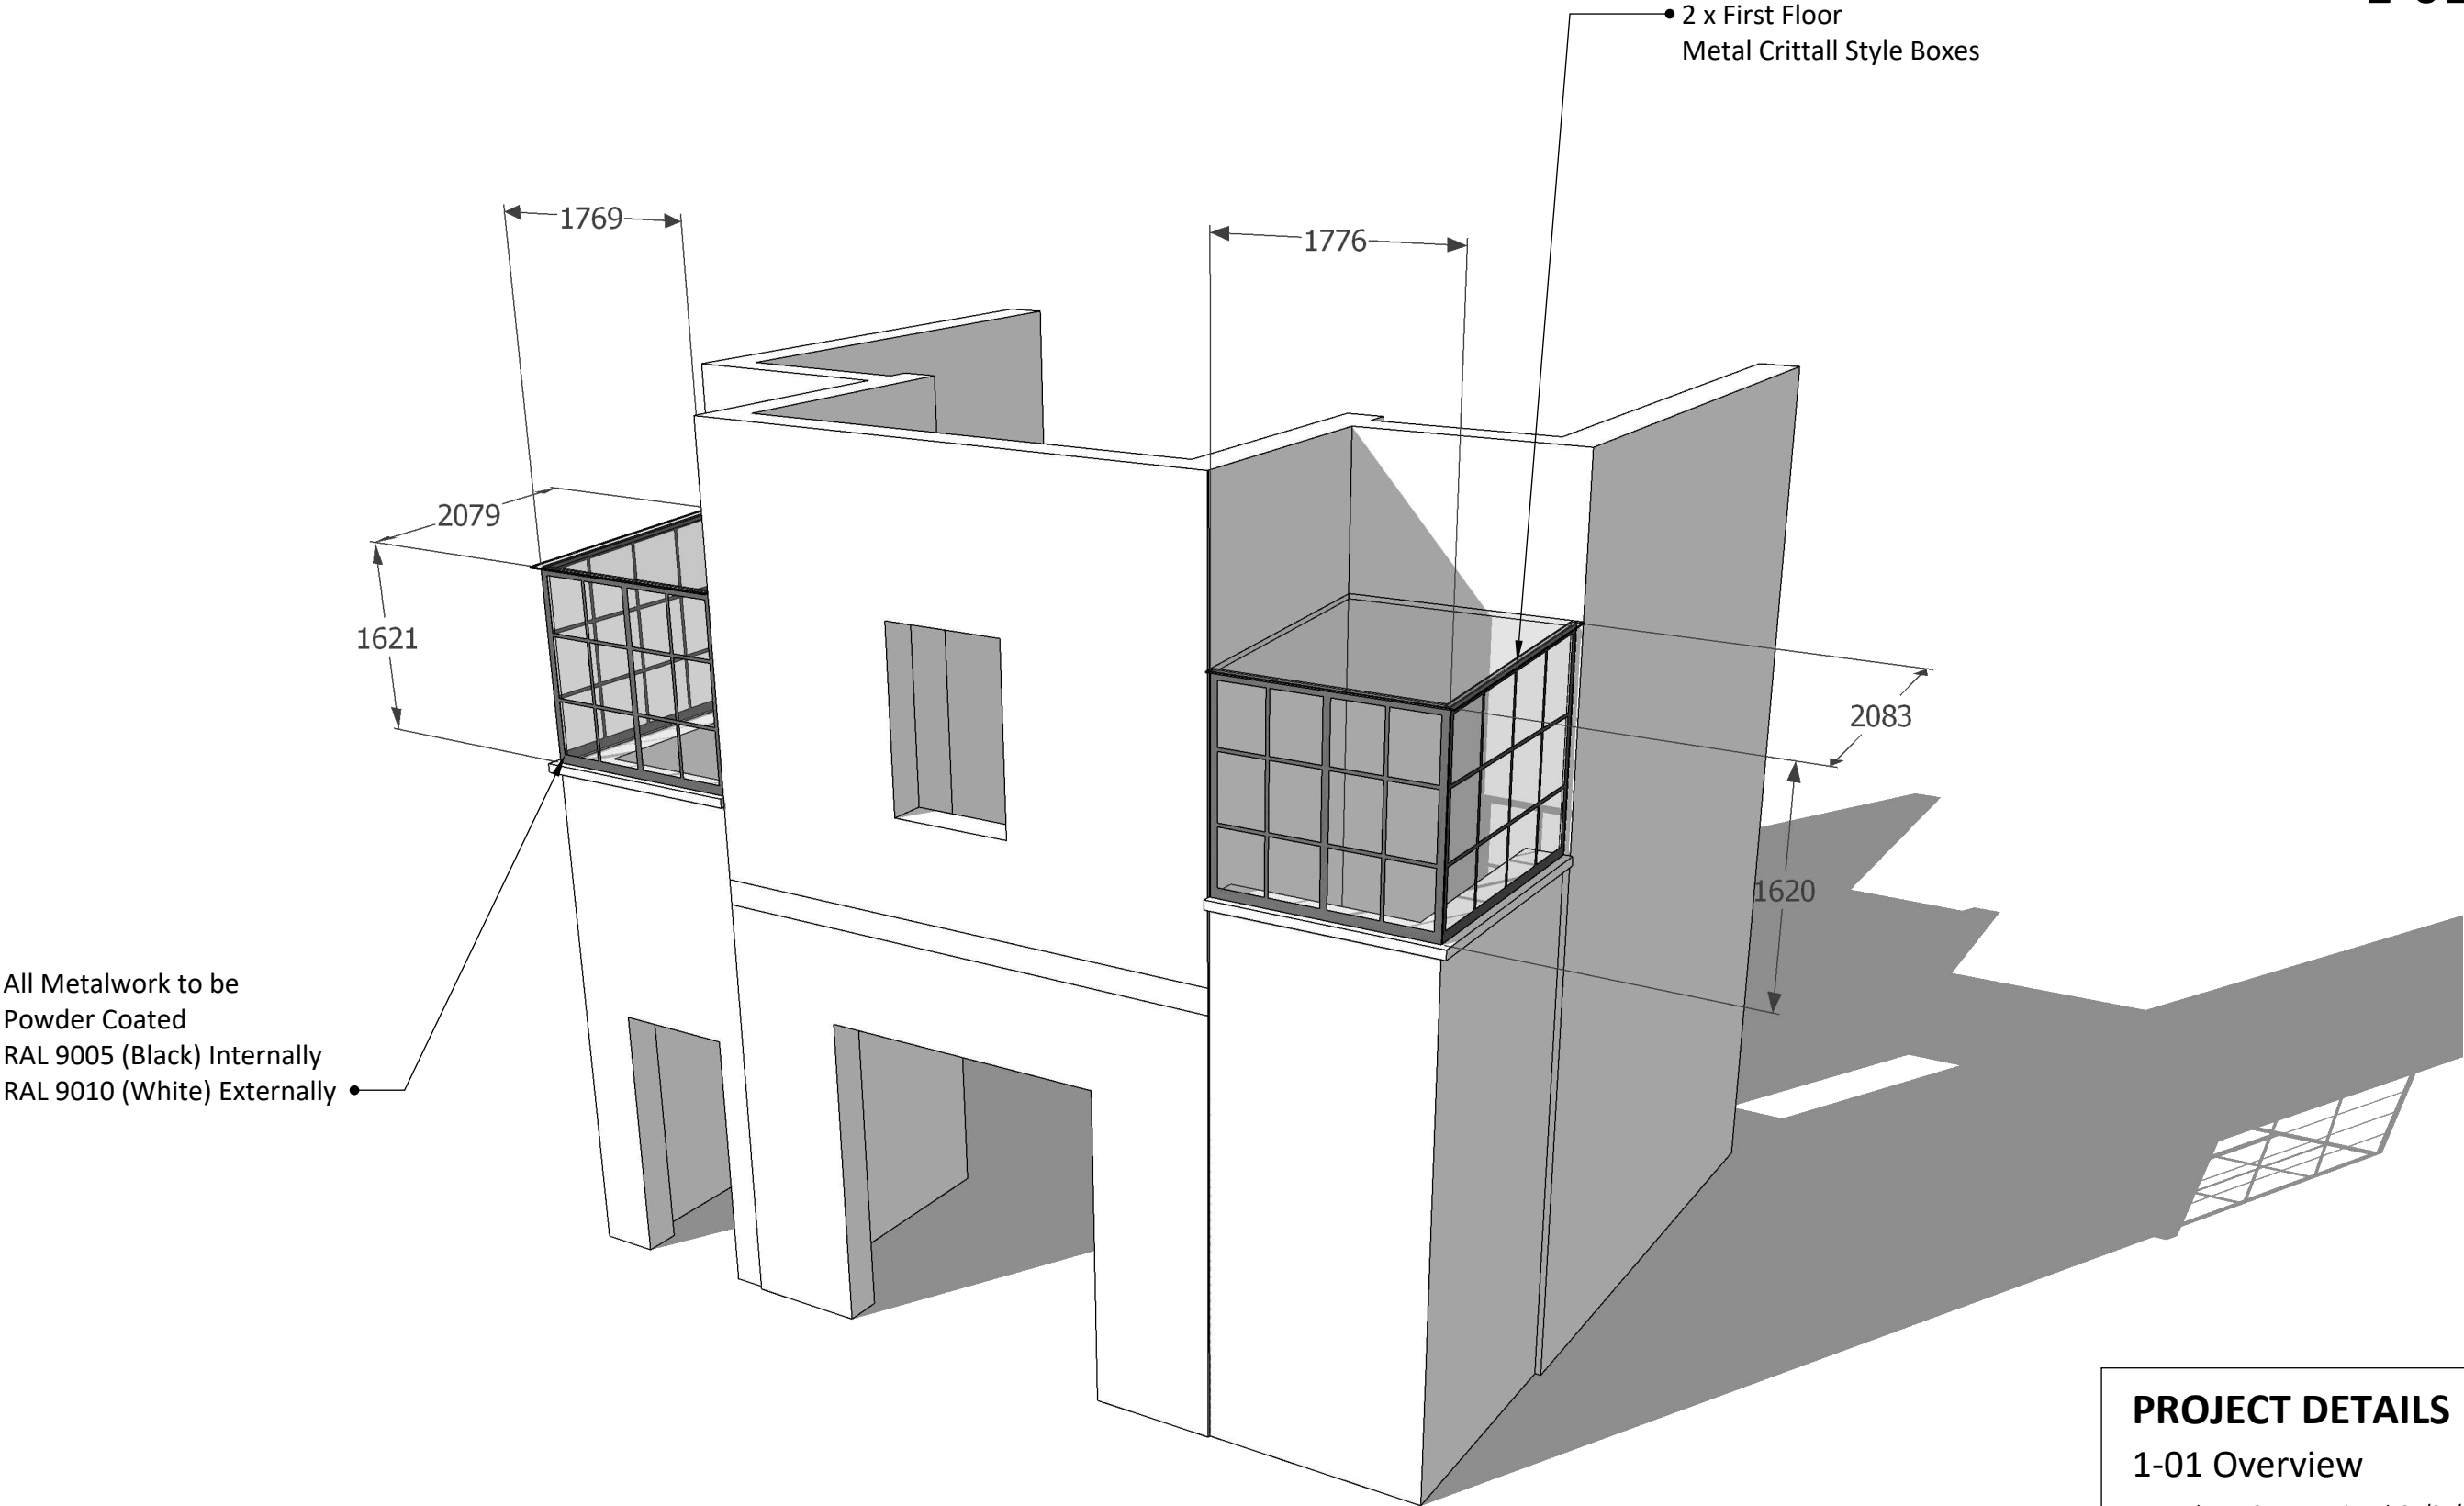 2 x First Floor
Metal Crittall Style Boxes
1769
1776
2079
1621
2083
1620
All Metalwork to be
Powder Coated
RAL 9005 (Black) Internally
RAL 9010 (White) Externally
PROJECT DETAILS
1-01 Overview